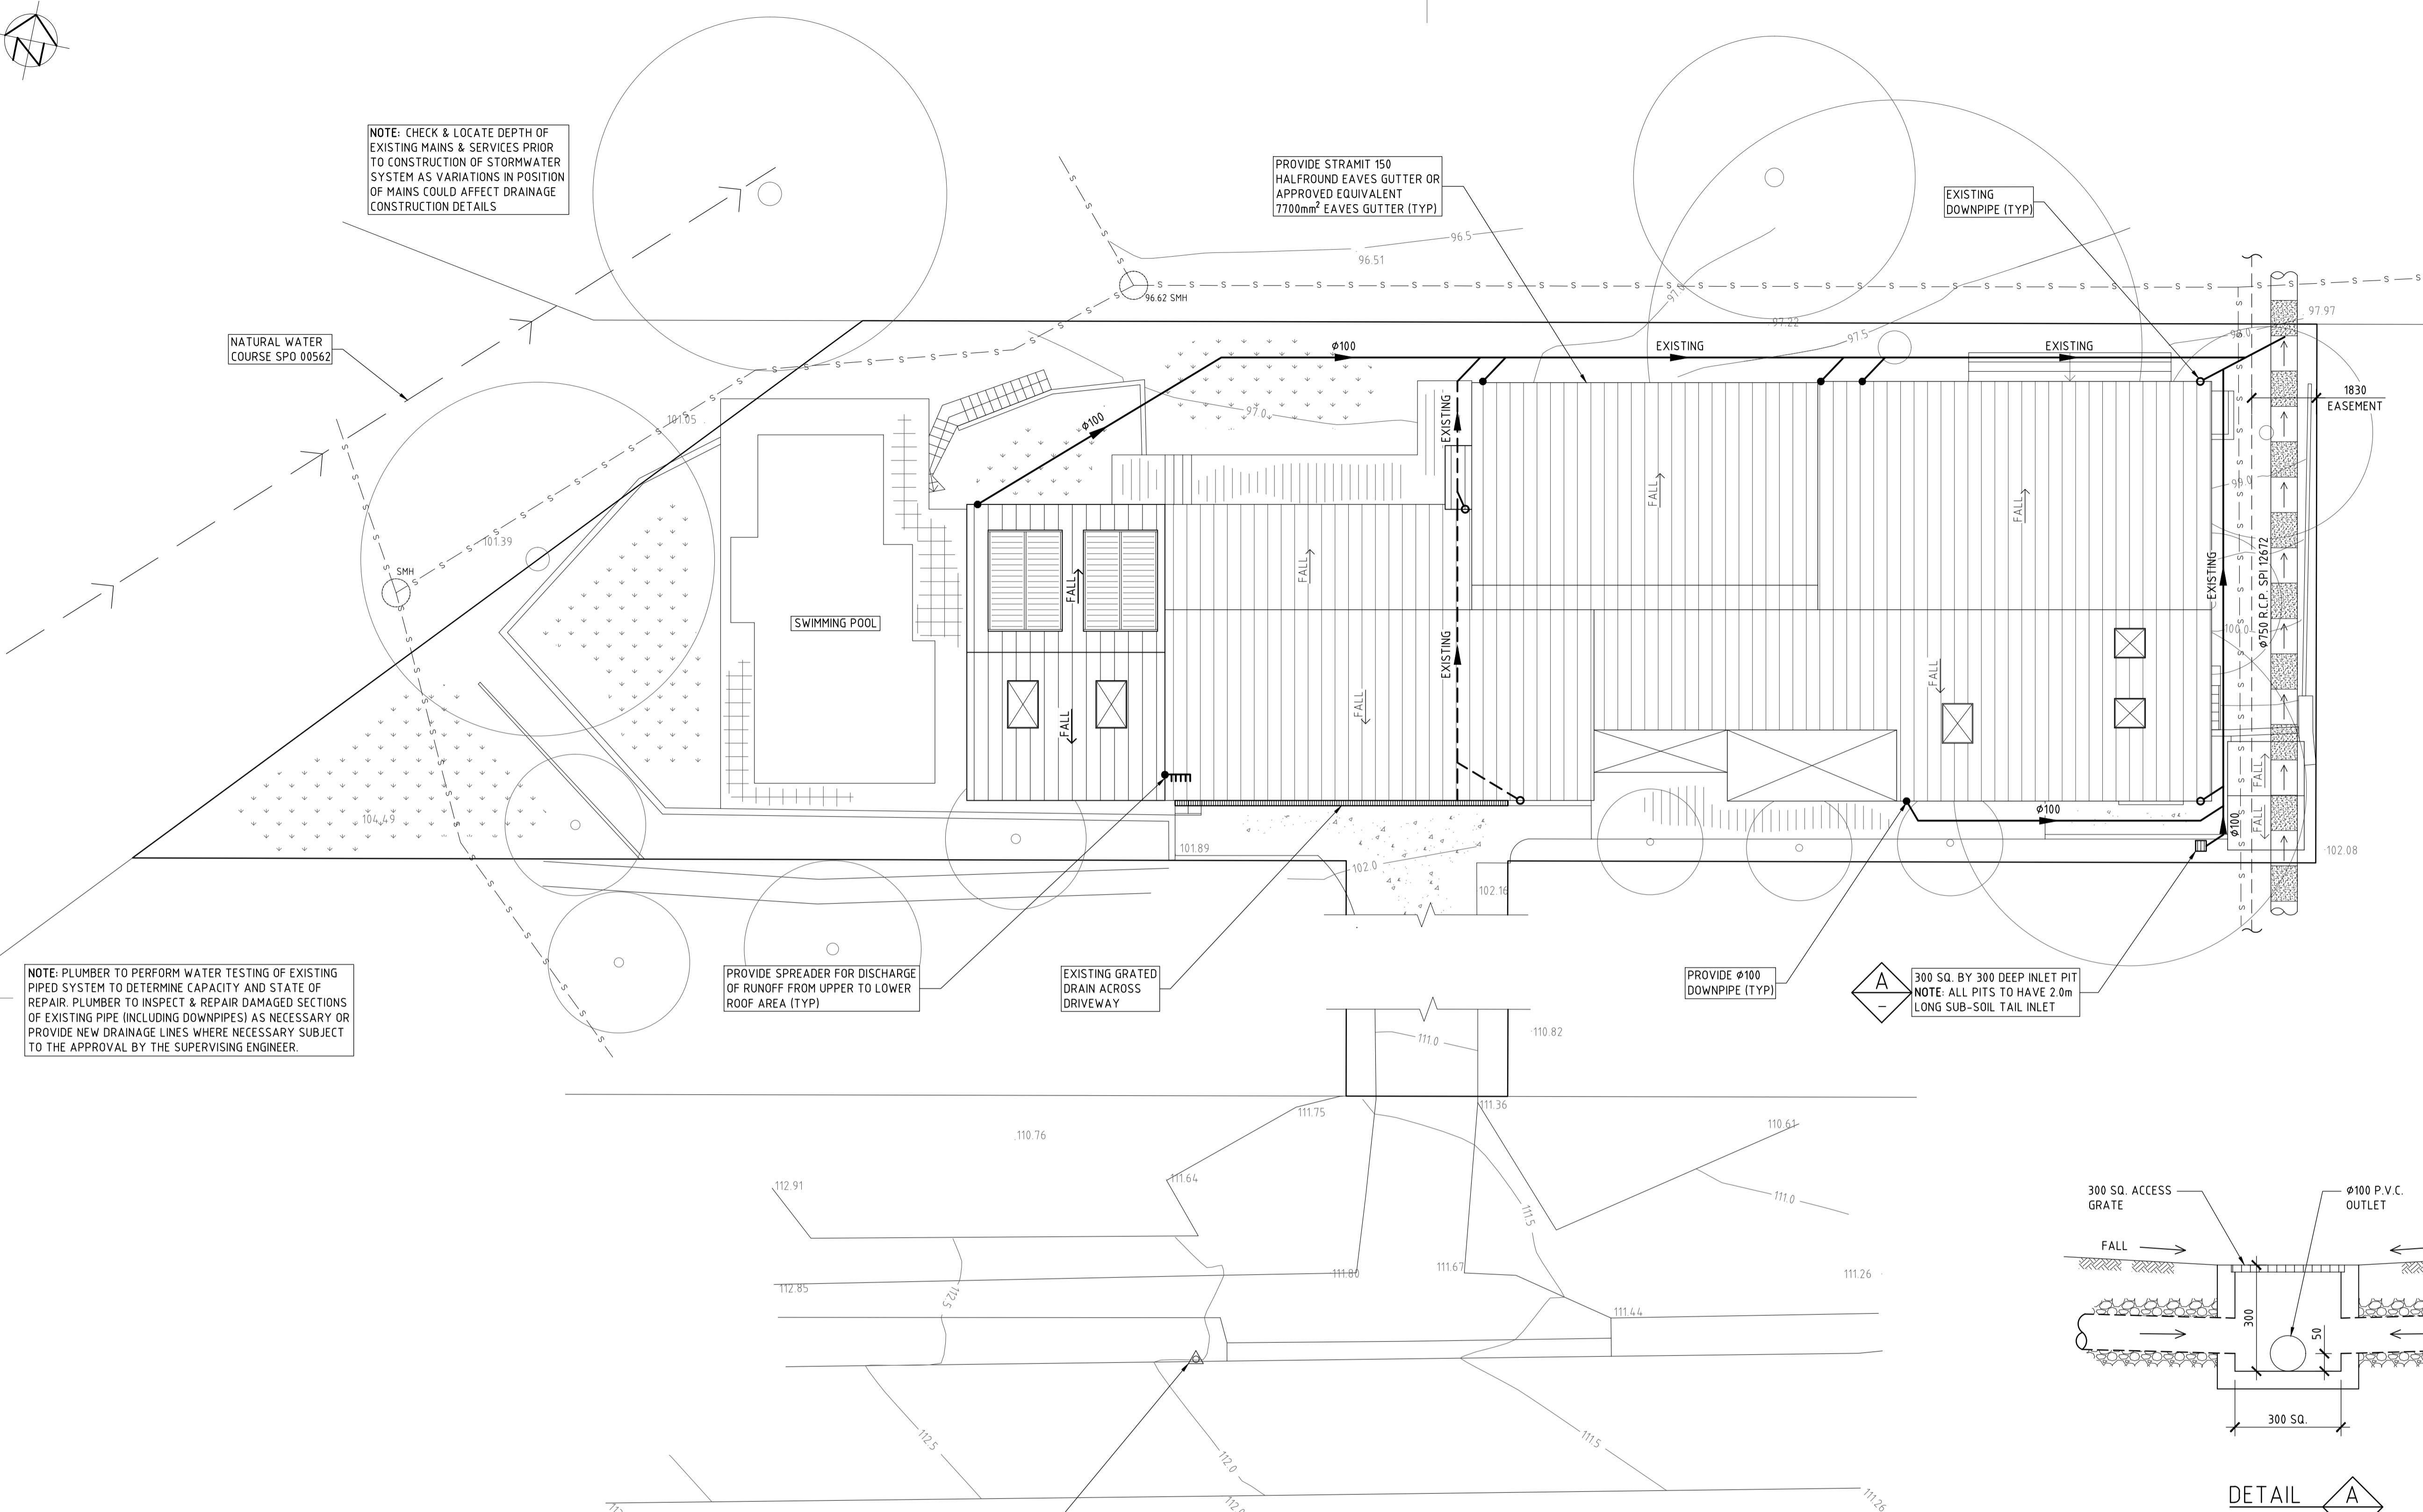 N
NOTE: CHECK & LOCATE DEPTH OF
EXISTING MAINS & SERVICES PRIOR
TO CONSTRUCTION OF STORMWATER
SYSTEM AS VARIATIONS IN POSITION
OF MAINS COULD AFFECT DRAINAGE
CONSTRUCTION DETAILS
PROVIDE STRAMIT 150
HALFROUND EAVES GUTTER OR
APPROVED EQUIVALENT
7700mm² EAVES GUTTER (TYP)
EXISTING
DOWNPIPE (TYP)
96.5
96.51
96.62 SMH
97.0
97.22
97.5
98.0
97.97
NATURAL WATER
COURSE SPO 00562
Ø100
EXISTING
EXISTING
1830
EASEMENT
101.05
Ø100
97.0
EXISTING
99.0
101.39
SMH
FALL
FALL
FALL
FALL
EXISTING
Ø750 R.C.P. SPI 12672
SWIMMING POOL
EXISTING
100.0
FALL
FALL
FALL
FALL
FALL
104.49
Ø100
Ø100
101.89
102.0
102.16
102.08
NOTE: PLUMBER TO PERFORM WATER TESTING OF EXISTING
PIPED SYSTEM TO DETERMINE CAPACITY AND STATE OF
REPAIR. PLUMBER TO INSPECT & REPAIR DAMAGED SECTIONS
OF EXISTING PIPE (INCLUDING DOWNPIPES) AS NECESSARY OR
PROVIDE NEW DRAINAGE LINES WHERE NECESSARY SUBJECT
TO THE APPROVAL BY THE SUPERVISING ENGINEER.
PROVIDE SPREADER FOR DISCHARGE
OF RUNOFF FROM UPPER TO LOWER
ROOF AREA (TYP)
EXISTING GRATED
DRAIN ACROSS
DRIVEWAY
PROVIDE Ø100
DOWNPIPE (TYP)
A
–
300 SQ. BY 300 DEEP INLET PIT
NOTE: ALL PITS TO HAVE 2.0m
LONG SUB-SOIL TAIL INLET
111.0
110.82
111.75
111.36
110.76
110.61
112.91
111.64
111.0
111.5
112.85
112.5
111.80
111.67
111.26
111.44
112.5
112.0
111.5
111.26
300 SQ. ACCESS
GRATE
Ø100 P.V.C.
OUTLET
FALL
300
50
300 SQ.
DETAIL
A